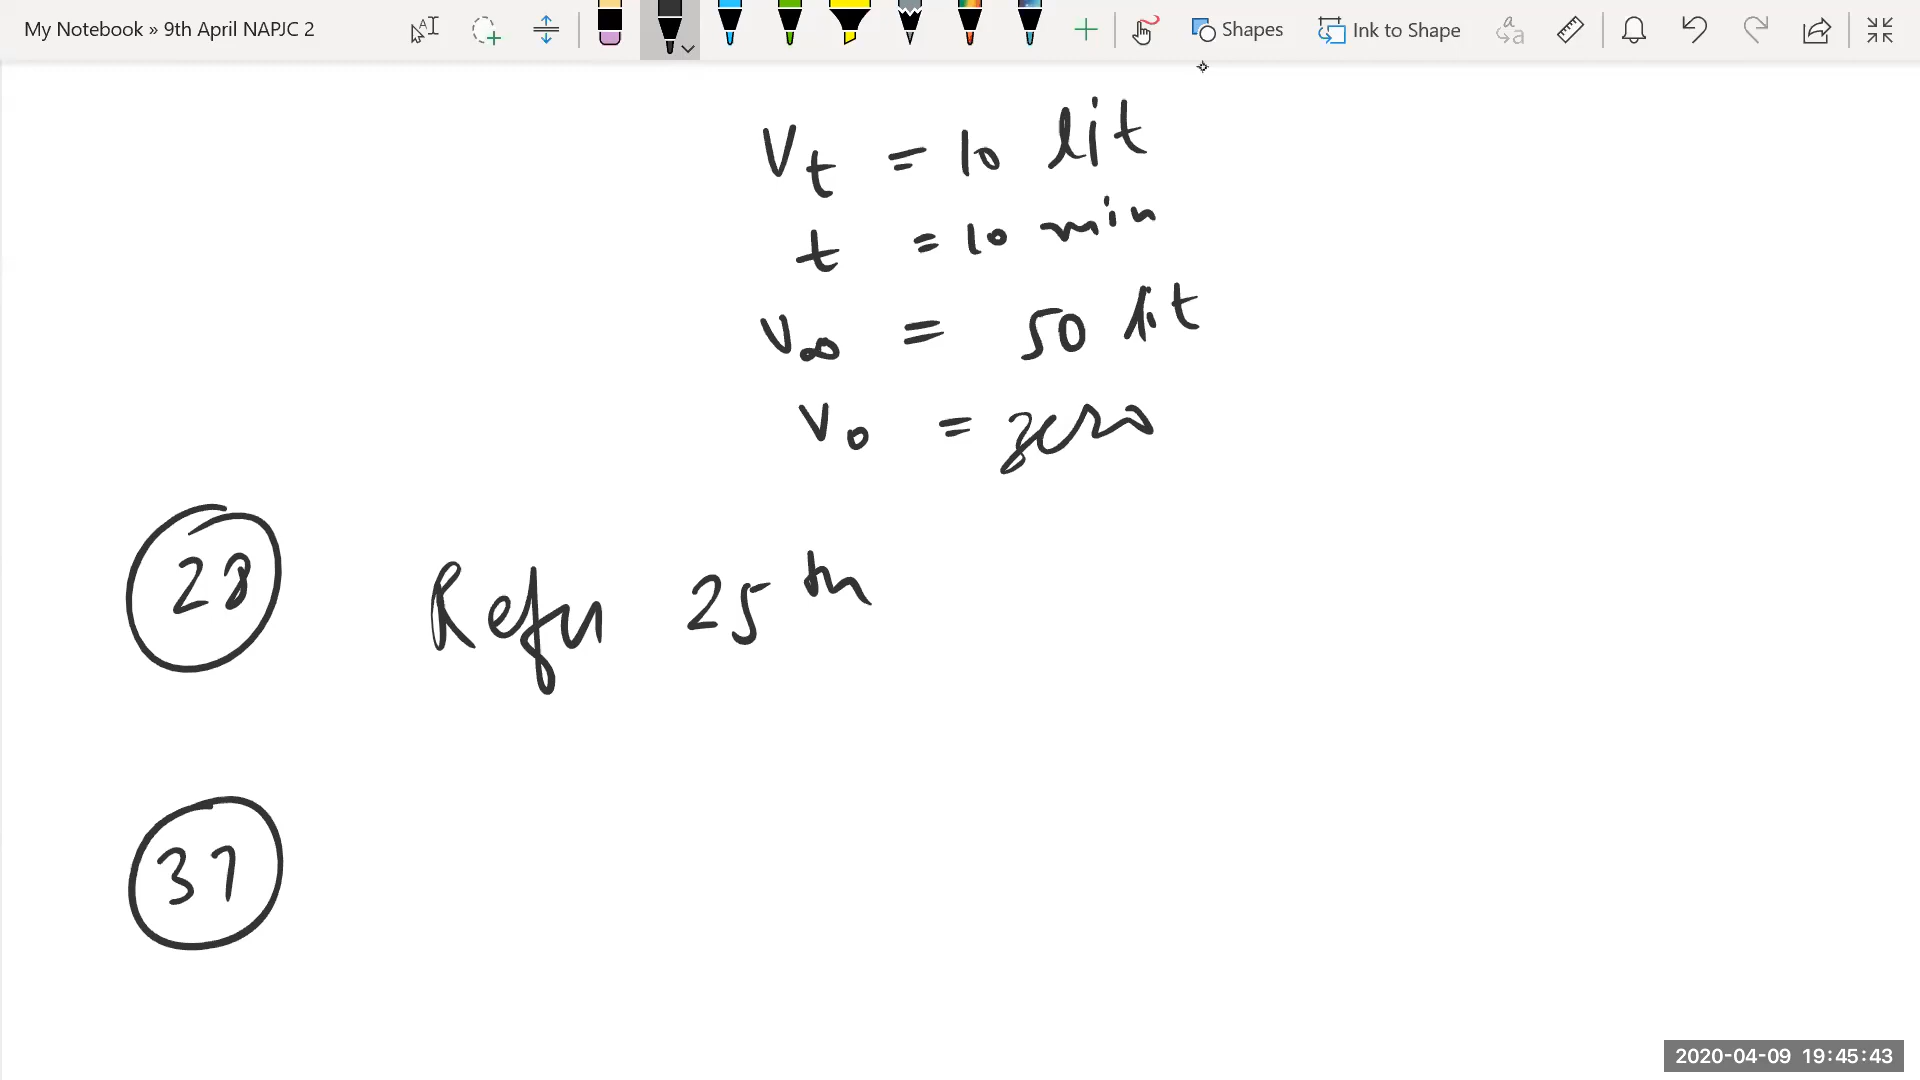 My Notebook » 9th April NAPJC 2
Shapes
Ink to Shape
Vt = 10 lit
t = 10 min
V∞ = 50 lit
V0 = zero
28 Refer 25th
37
2020-04-09 19:45:43